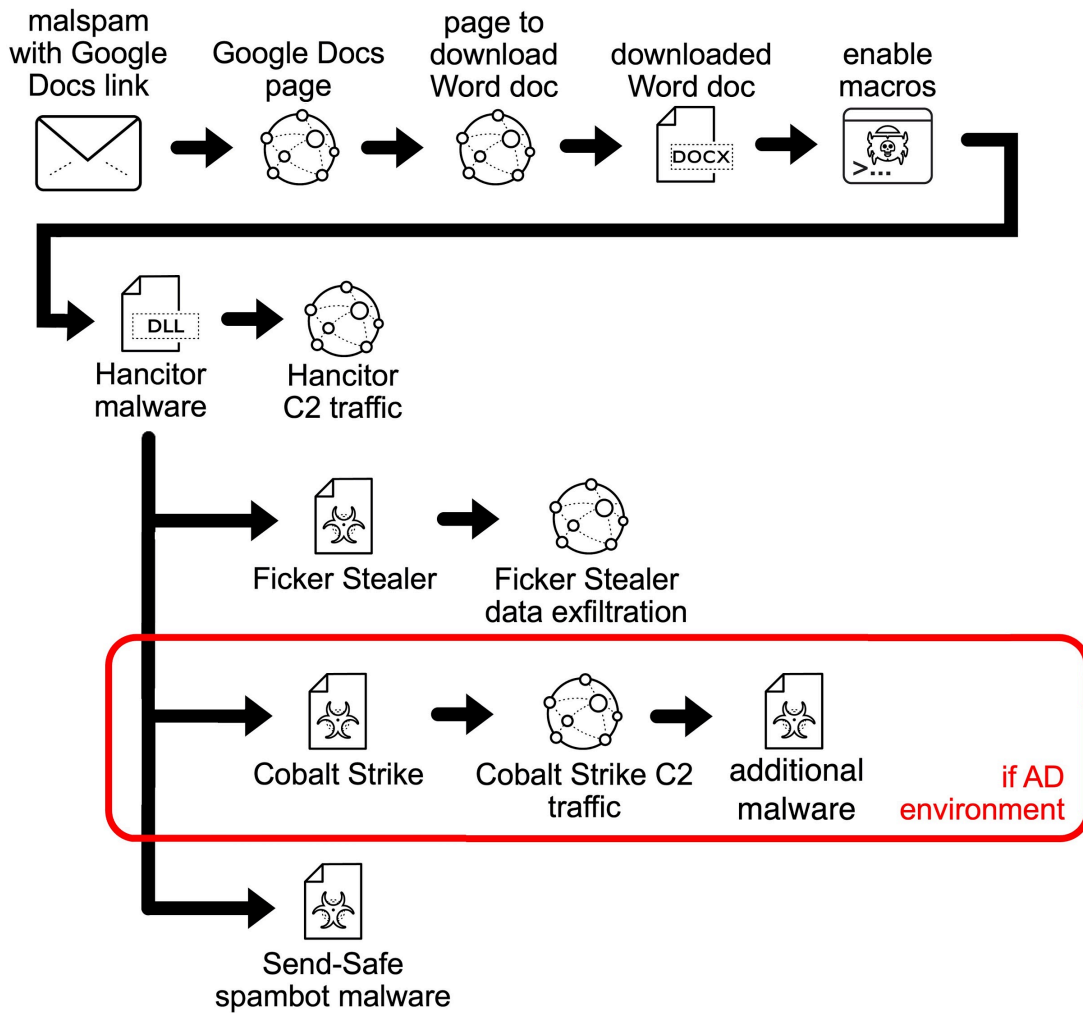 malspam
with Google
Docs link
Google Docs
page
page to
download
Word doc
downloaded
Word doc
enable
macros
DOCX
>...
DLL
Hancitor
malware
Hancitor
C2 traffic
Ficker Stealer
Ficker Stealer
data exfiltration
Cobalt Strike
Cobalt Strike C2
traffic
additional
malware
if AD
environment
Send-Safe
spambot malware